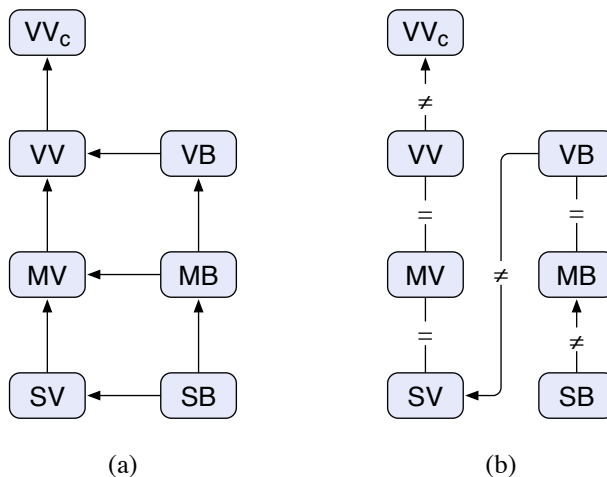 VVc VVc
≠
VV VB VV VB
= =
≠
MV MB MV MB
= ≠
SV SB SV SB
(a) (b)